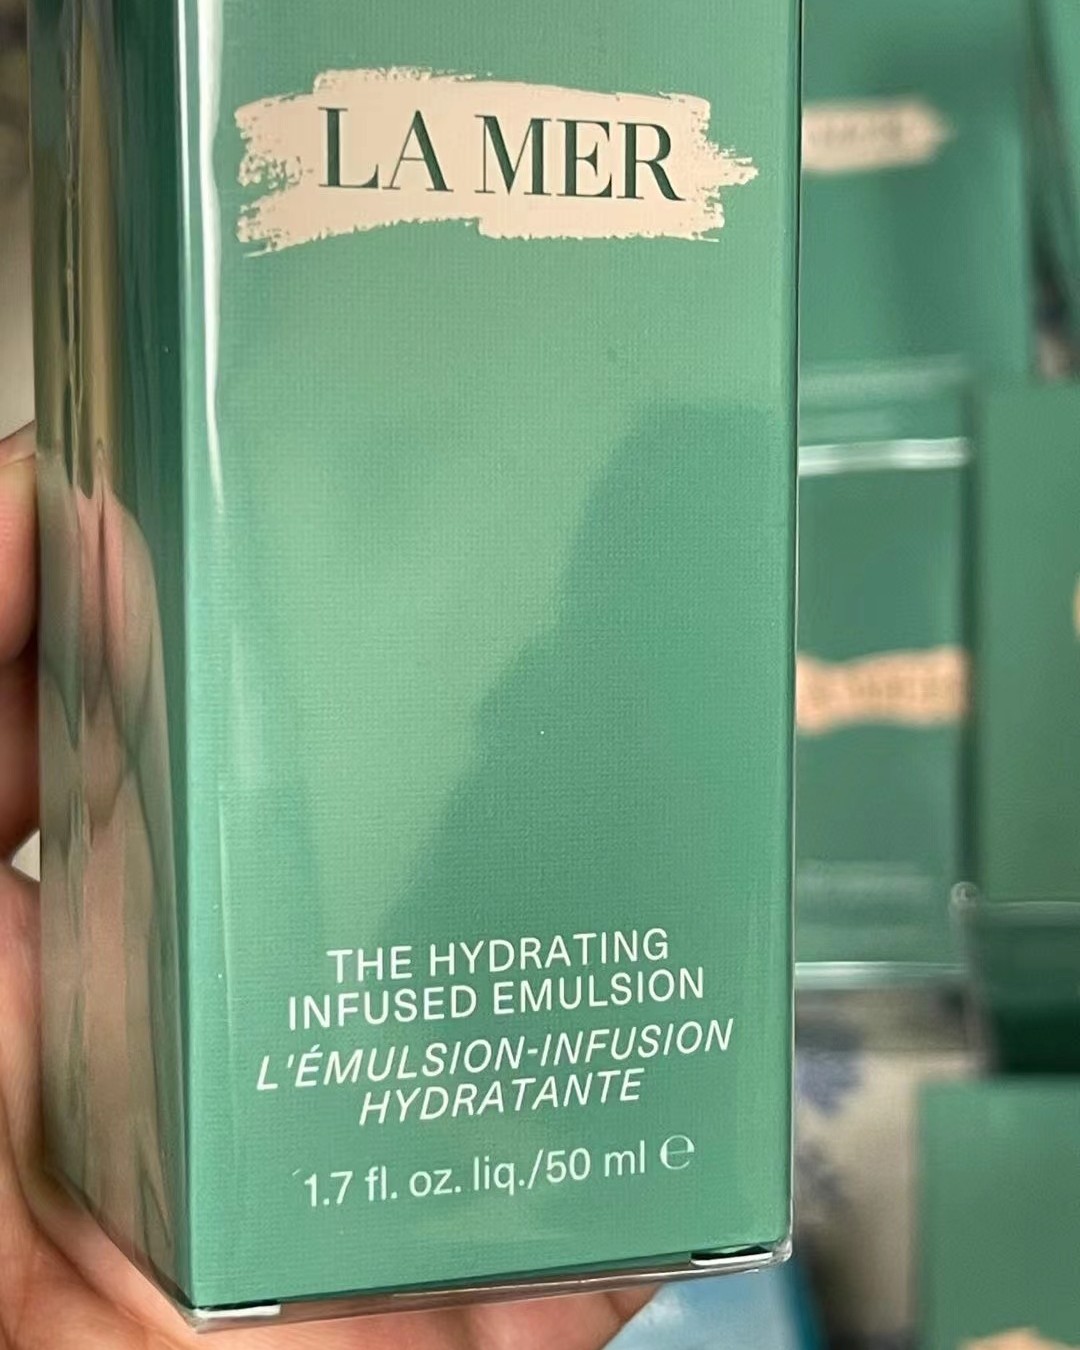 LA MER
THE HYDRATING
INFUSED EMULSION
L'ÉMULSION-INFUSION
HYDRATANTE
1.7 fl. oz. liq./50 ml ℮